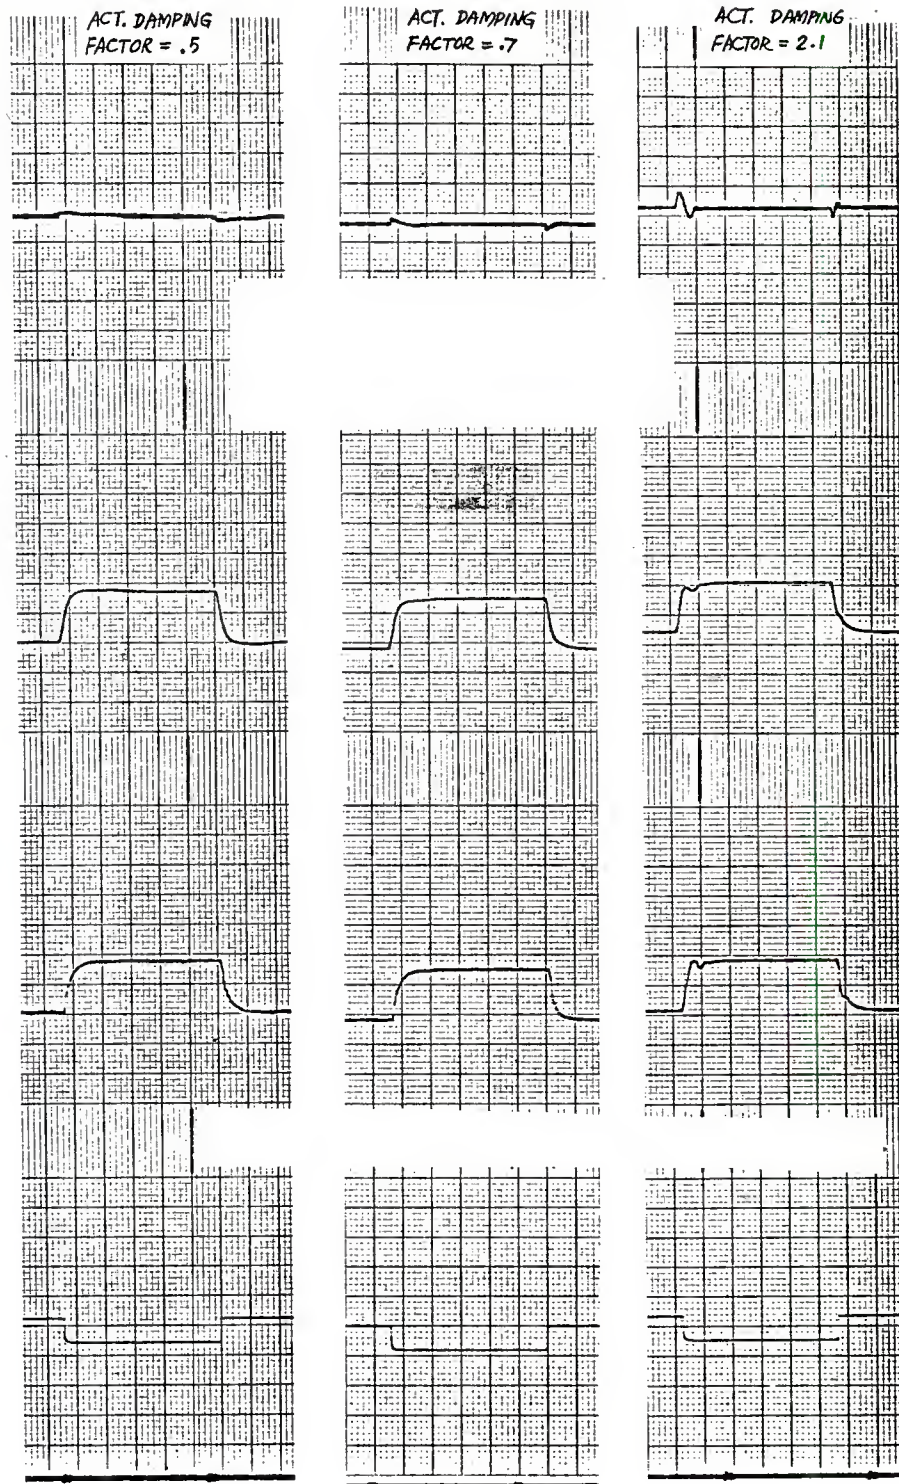 ACT. DAMPING
FACTOR = .5
ACT. DAMPING
FACTOR = .7
ACT. DAMPING
FACTOR = 2.1